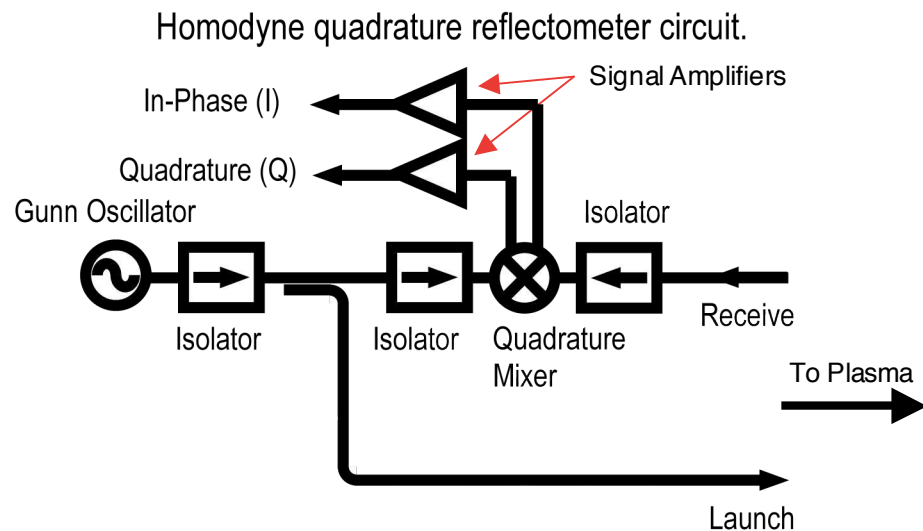 Homodyne quadrature reflectometer circuit.
Signal Amplifiers
In-Phase (I)
Quadrature (Q)
Gunn Oscillator
Isolator
Isolator
Isolator
Quadrature
Mixer
Receive
To Plasma
Launch